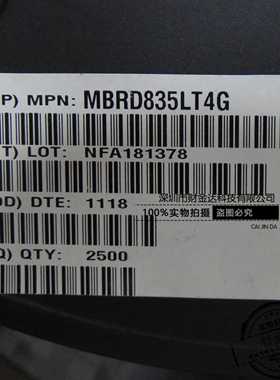 P) MPN: MBRD835LT4G
T) LOT: NFA181378
深圳市财金达科技有限公司
D) DTE: 1118
100%实物拍摄 盗图必究
CAI JIN DA
Q) QTY: 2500